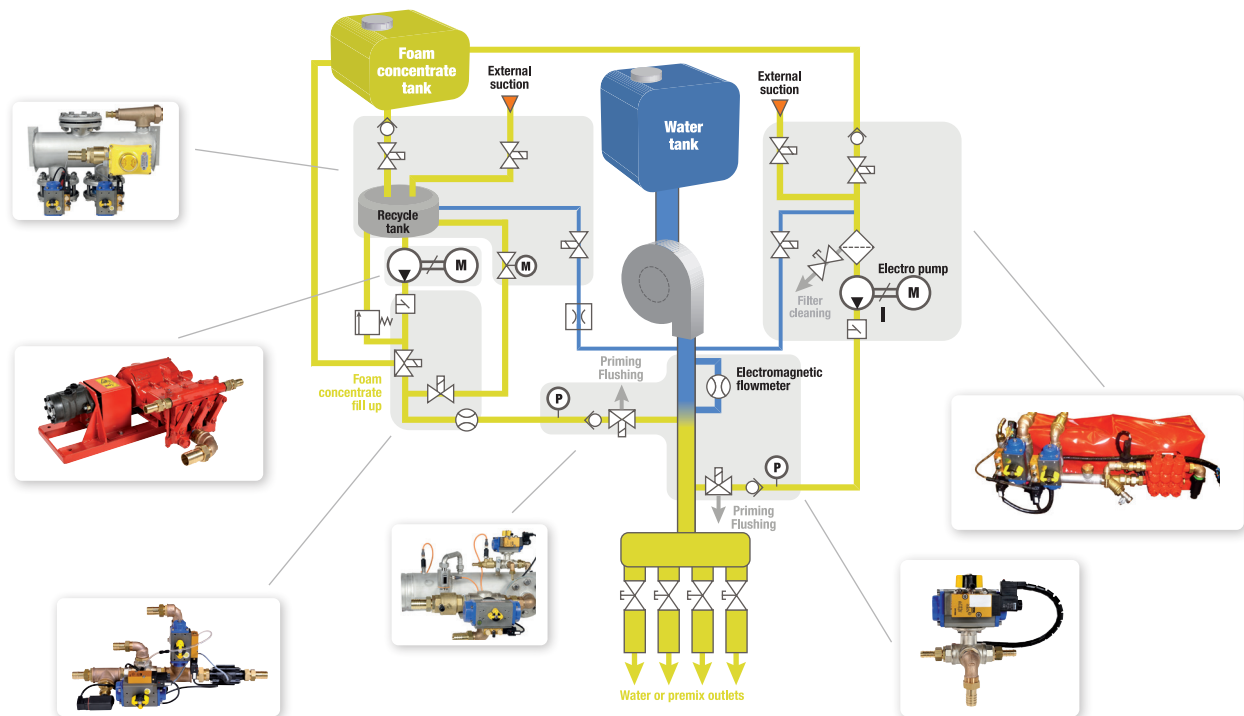 Foam
concentrate
tank
External
suction
Water
tank
External
suction
Recycle
tank
M
M
Electro pump
M
Filter
cleaning
I
Priming
Flushing
Electromagnetic
flowmeter
Foam
concentrate
fill up
P
P
Priming
Flushing
Water or premix outlets